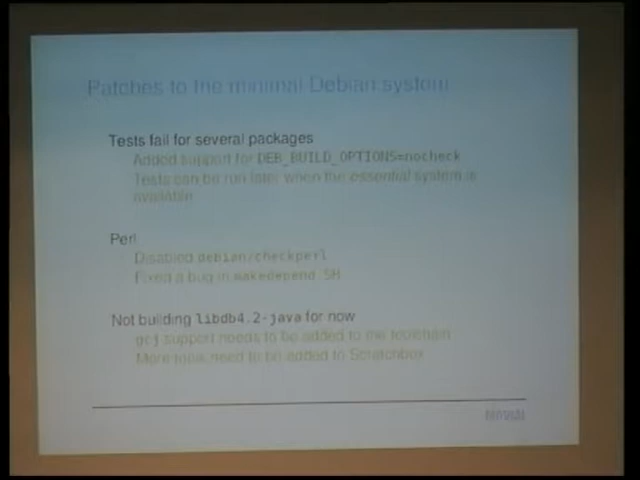 Patches to the minimal Debian system
Tests fail for several packages
Added support for DEB_BUILD_OPTIONS=nocheck
Tests can be run later when the essential system is
available
Perl
Disabled debian/checkperl
Fixed a bug in makedepend.SH
Not building libdb4.2-java for now
gcj support needs to be added to the toolchain
More tools need to be added to Scratchbox